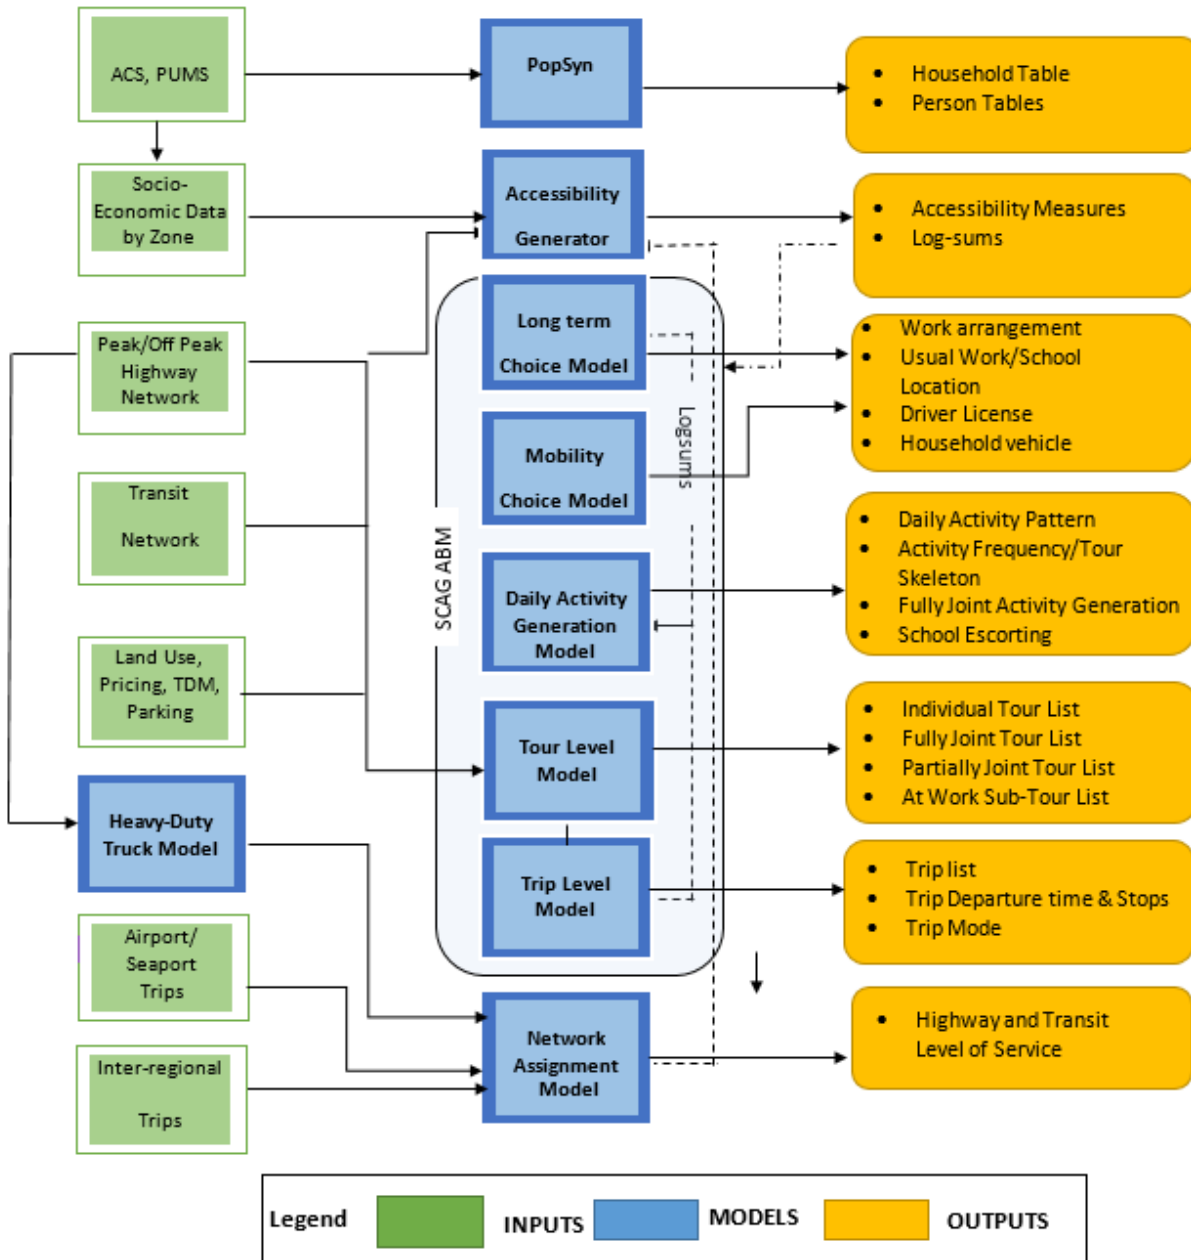 ACS, PUMS
PopSyn
• Household Table
• Person Tables
Socio-
Economic Data
by Zone
Accessibility
Generator
• Accessibility Measures
• Log-sums
Peak/Off Peak
Highway
Network
Long term
Choice Model
• Work arrangement
• Usual Work/School
Location
• Driver License
• Household vehicle
Logsums
Transit
Network
Mobility
Choice Model
SCAG ABM
Daily Activity
Generation
Model
• Daily Activity Pattern
• Activity Frequency/Tour
Skeleton
• Fully Joint Activity Generation
• School Escorting
Land Use,
Pricing, TDM,
Parking
Tour Level
Model
• Individual Tour List
• Fully Joint Tour List
• Partially Joint Tour List
• At Work Sub-Tour List
Heavy-Duty
Truck Model
Trip Level
Model
• Trip list
• Trip Departure time & Stops
• Trip Mode
Airport/
Seaport
Trips
Network
Assignment
Model
• Highway and Transit
Level of Service
Inter-regional
Trips
Legend
INPUTS
MODELS
OUTPUTS